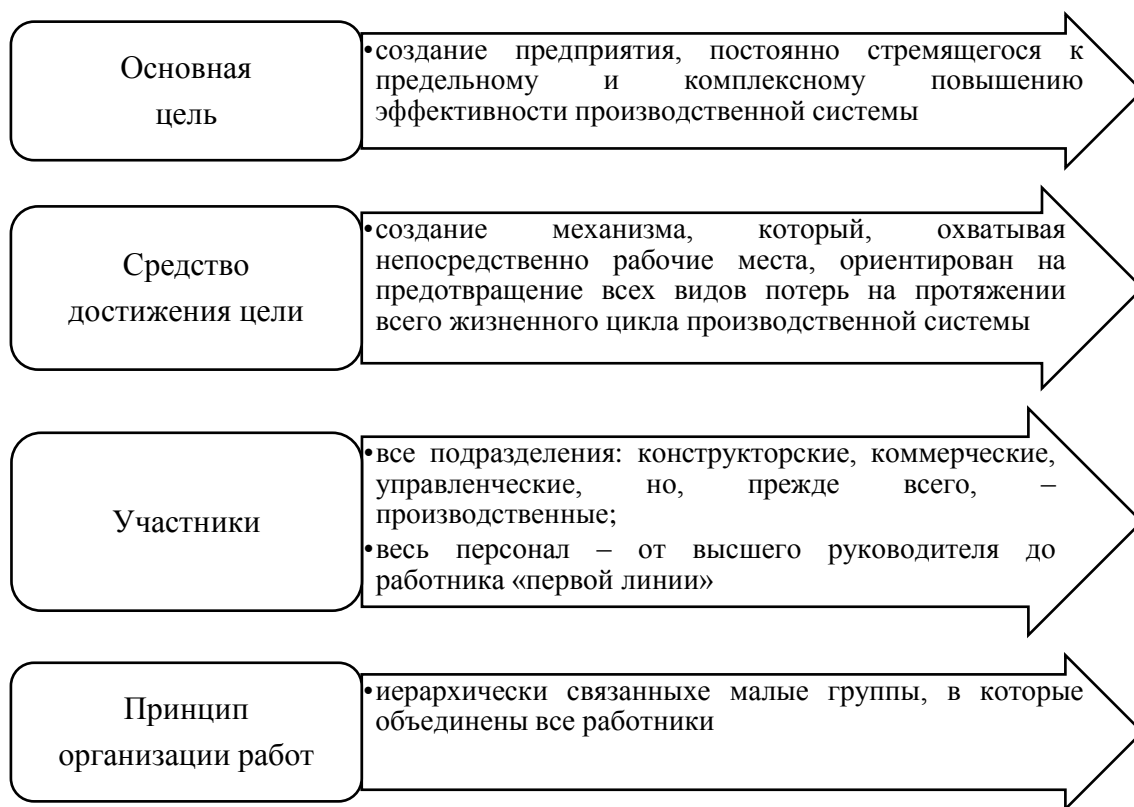 Основная
цель
•создание предприятия, постоянно стремящегося к
предельному и комплексному повышению
эффективности производственной системы
Средство
достижения цели
•создание механизма, который, охватывая
непосредственно рабочие места, ориентирован на
предотвращение всех видов потерь на протяжении
всего жизненного цикла производственной системы
Участники
•все подразделения: конструкторские, коммерческие,
управленческие, но, прежде всего, –
производственные;
•весь персонал – от высшего руководителя до
работника «первой линии»
Принцип
организации работ
•иерархически связанныхе малые группы, в которые
объединены все работники